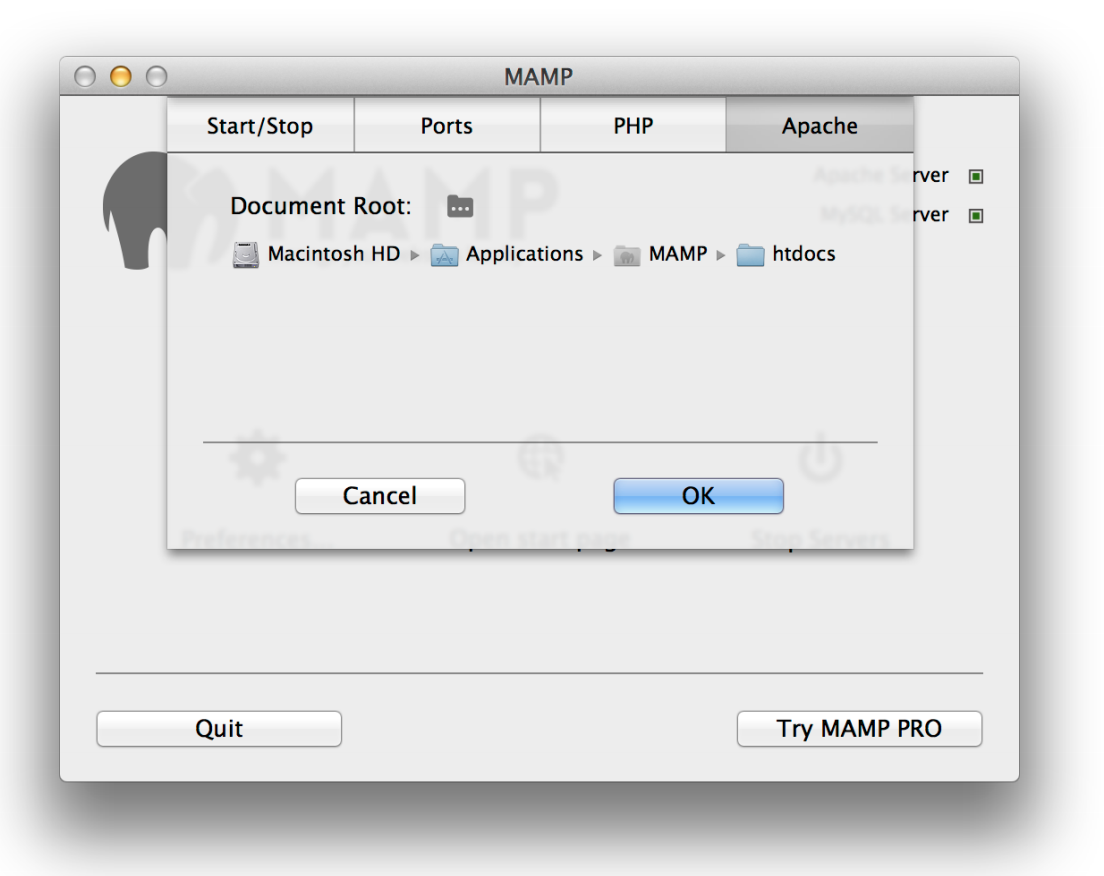 MAMP
Start/Stop Ports PHP Apache
MAMP
Apache Server
Document Root:
MySQL Server
Macintosh HD Applications MAMP htdocs
Cancel OK
Preferences... Open start page Stop Servers
Quit Try MAMP PRO